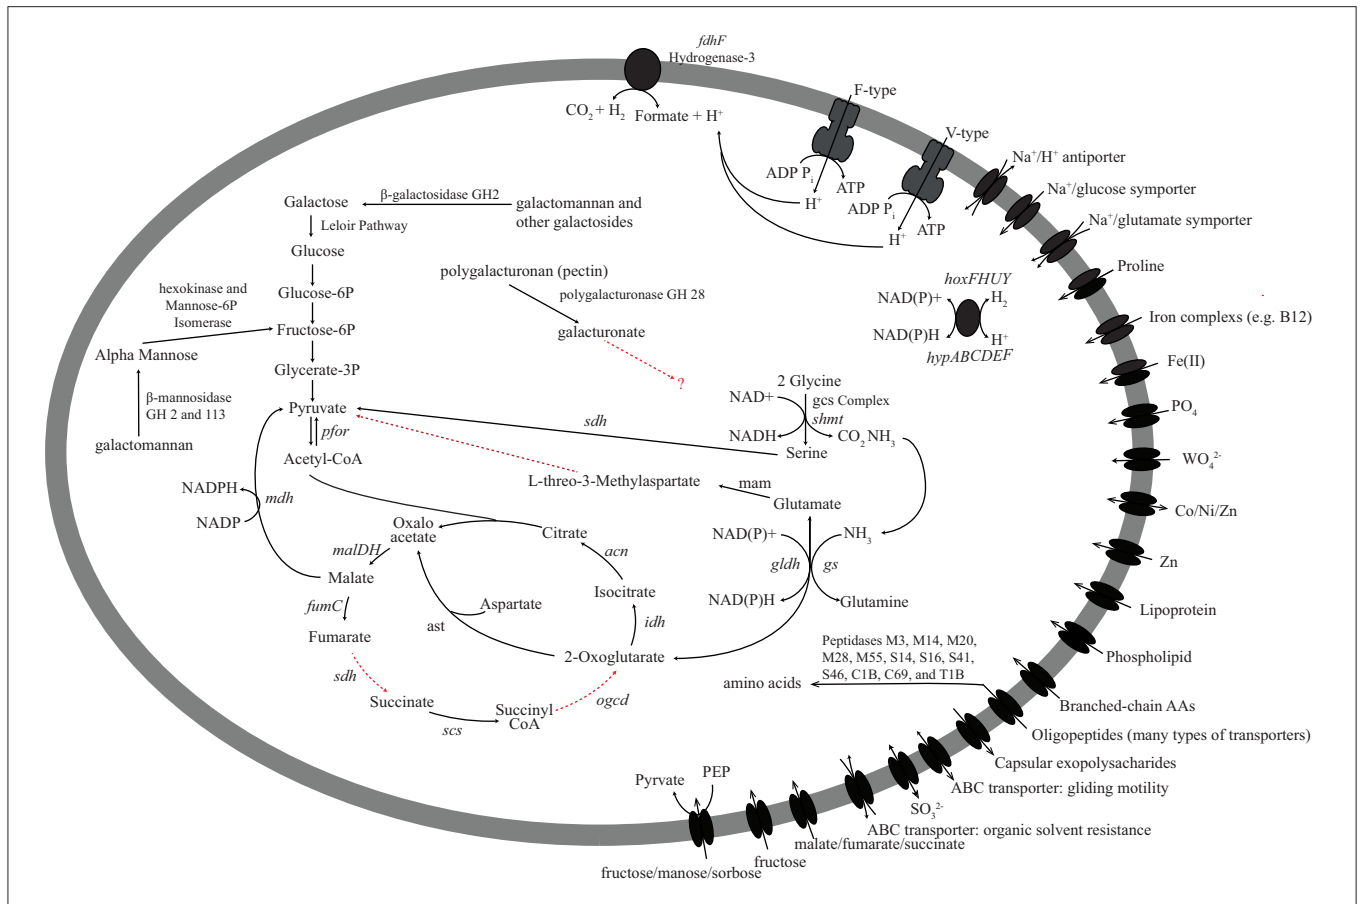 fdhF
Hydrogenase-3
CO2 + H2
Formate + H+
F-type
V-type
ADP Pi
ATP
H+
ADP Pi
ATP
H+
Na+/H+ antiporter
Na+/glucose symporter
Na+/glutamate symporter
Proline
Iron complexs (e.g. B12)
Fe(II)
PO4
WO4 2-
Co/Ni/Zn
Zn
Lipoprotein
Phospholipid
Branched-chain AAs
Oligopeptides (many types of transporters)
Capsular exopolysacharides
ABC transporter: gliding motility
SO3 2-
ABC transporter: organic solvent resistance
malate/fumarate/succinate
fructose
fructose/manose/sorbose
Pyrvate
PEP
Galactose
β-galactosidase GH2
galactomannan and
other galactosides
Leloir Pathway
Glucose
Glucose-6P
hexokinase and
Mannose-6P
Isomerase
Fructose-6P
Alpha Mannose
Glycerate-3P
β-mannosidase
GH 2 and 113
galactomannan
Pyruvate
pfor
Acetyl-CoA
polygalacturonan (pectin)
polygalacturonase GH 28
galacturonate
?
hoxFHUY
NAD(P)+
H2
NAD(P)H
H+
hypABCDEF
2 Glycine
NAD+
gcs Complex
shmt
NADH
CO2 NH3
Serine
sdh
L-threo-3-Methylaspartate
mam
Glutamate
NAD(P)+
NH3
gldh
gs
NAD(P)H
Glutamine
NADPH
mdh
NADP
Oxalo
acetate
Citrate
malDH
acn
Malate
Isocitrate
fumC
Aspartate
ast
idh
Fumarate
2-Oxoglutarate
sdh
Succinate
ogcd
Succinyl
CoA
scs
Peptidases M3, M14, M20,
M28, M55, S14, S16, S41,
S46, C1B, C69, and T1B
amino acids